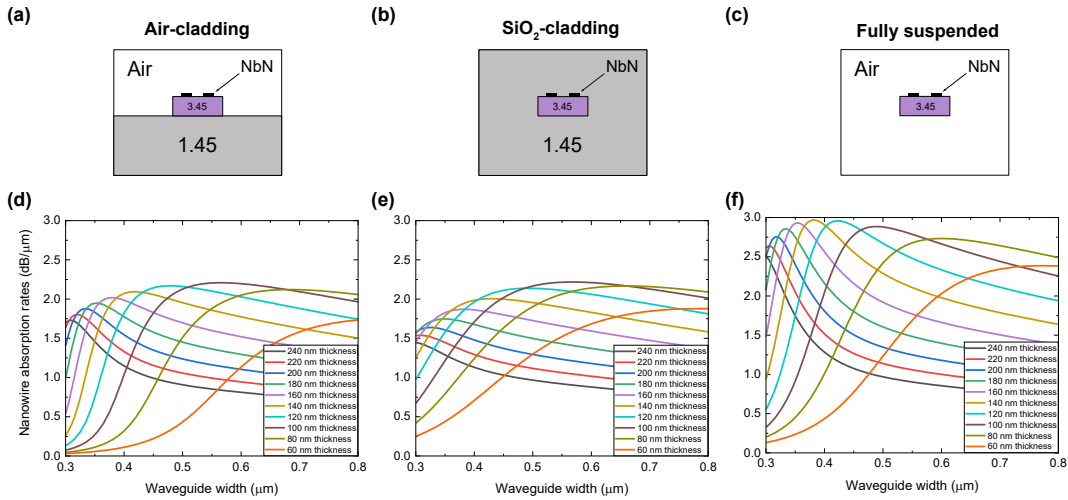 (a)
Air-cladding
Air
NbN
3.45
1.45
(b)
SiO₂-cladding
NbN
3.45
1.45
(c)
Fully suspended
Air
NbN
3.45
(d)
Nanowire absorption rates (dB/μm)
3.0
2.5
2.0
1.5
1.0
0.5
0.0
240 nm thickness
220 nm thickness
200 nm thickness
180 nm thickness
160 nm thickness
140 nm thickness
120 nm thickness
100 nm thickness
80 nm thickness
60 nm thickness
0.3 0.4 0.5 0.6 0.7 0.8
Waveguide width (μm)
(e)
3.0
2.5
2.0
1.5
1.0
0.5
0.0
240 nm thickness
220 nm thickness
200 nm thickness
180 nm thickness
160 nm thickness
140 nm thickness
120 nm thickness
100 nm thickness
80 nm thickness
60 nm thickness
0.3 0.4 0.5 0.6 0.7 0.8
Waveguide width (μm)
(f)
3.0
2.5
2.0
1.5
1.0
0.5
0.0
240 nm thickness
220 nm thickness
200 nm thickness
180 nm thickness
160 nm thickness
140 nm thickness
120 nm thickness
100 nm thickness
80 nm thickness
60 nm thickness
0.3 0.4 0.5 0.6 0.7 0.8
Waveguide width (μm)